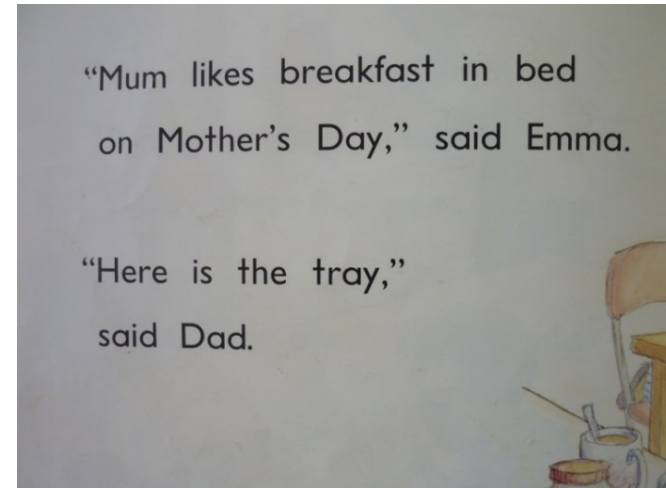 “Mum likes breakfast in bed
on Mother’s Day,” said Emma.
“Here is the tray,”
said Dad.